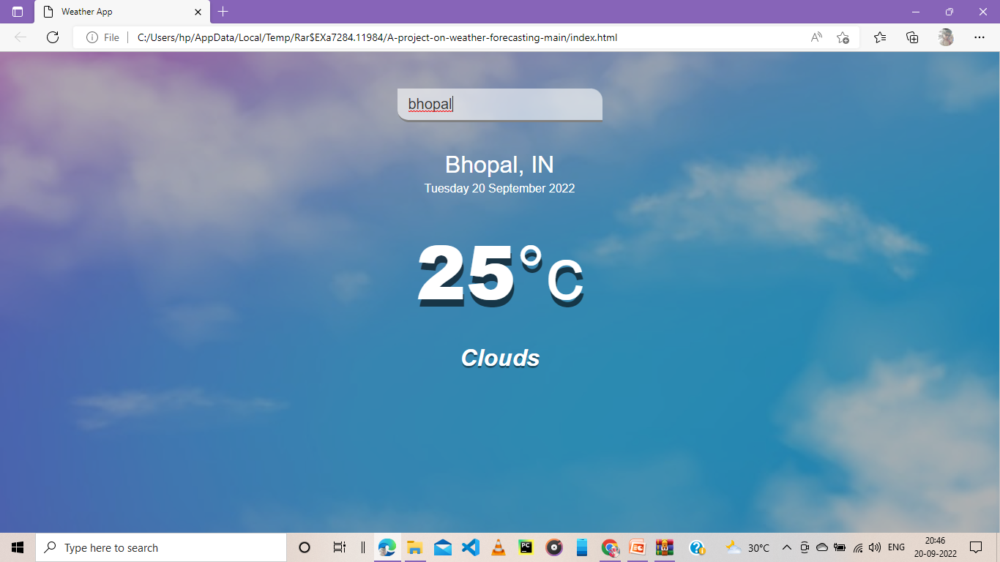 Weather App
File
C:/Users/hp/AppData/Local/Temp/Rar$EXa7284.11984/A-project-on-weather-forecasting-main/index.html
bhopal
Bhopal, IN
Tuesday 20 September 2022
25°c
Clouds
Type here to search
PC
30°C
ENG
20:46
20-09-2022